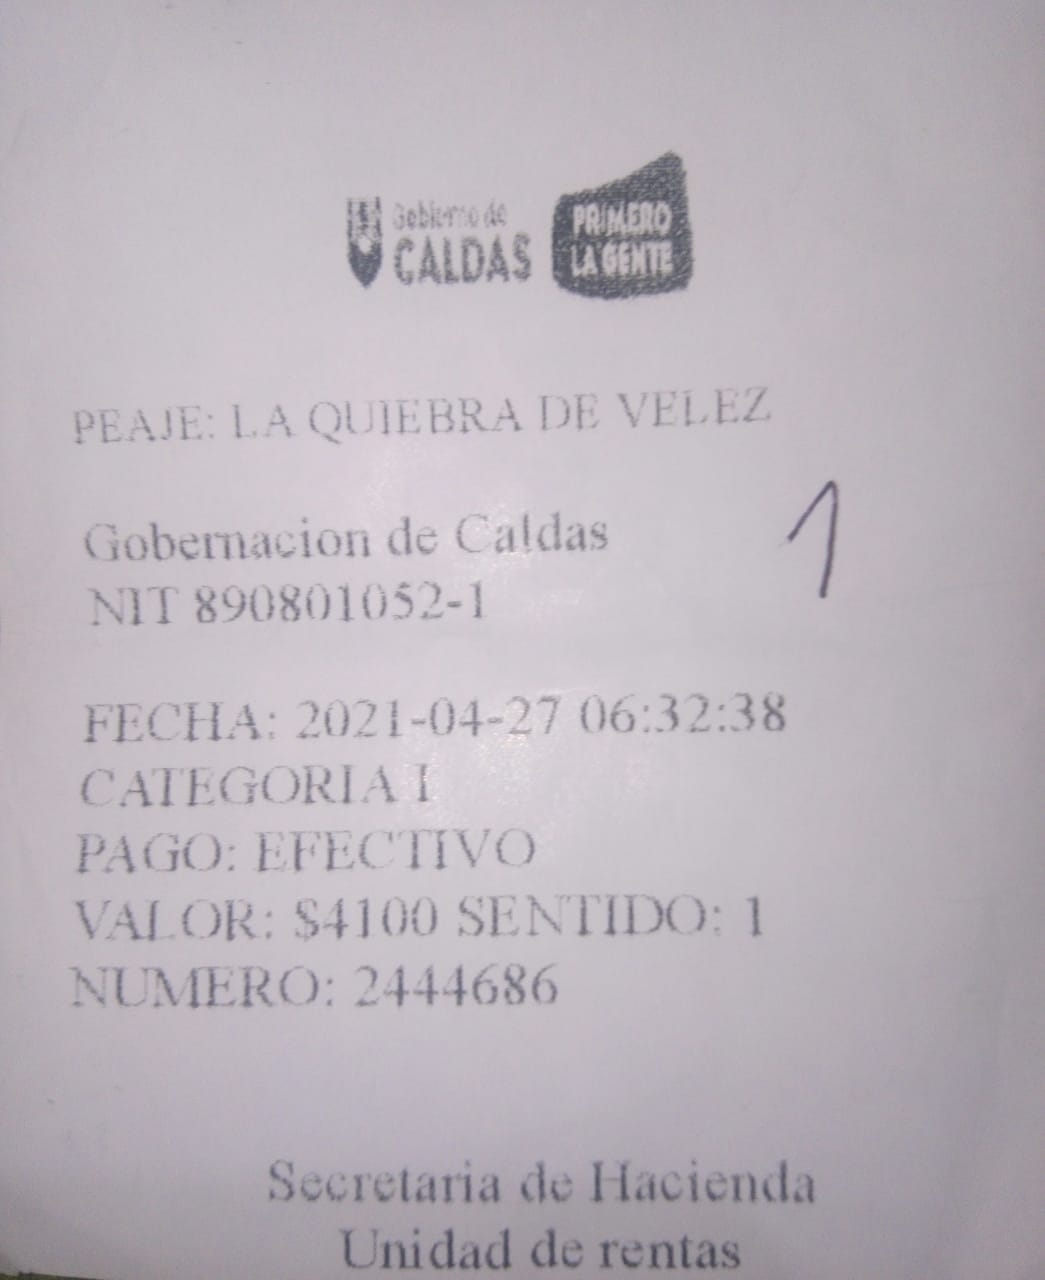 Gobierno de
CALDAS
PRIMERO
LA GENTE
PEAJE: LA QUIEBRA DE VELEZ
Gobernacion de Caldas
NIT 890801052-1
1
FECHA: 2021-04-27 06:32:38
CATEGORIA I
PAGO: EFECTIVO
VALOR: $4100 SENTIDO: 1
NUMERO: 2444686
Secretaria de Hacienda
Unidad de rentas